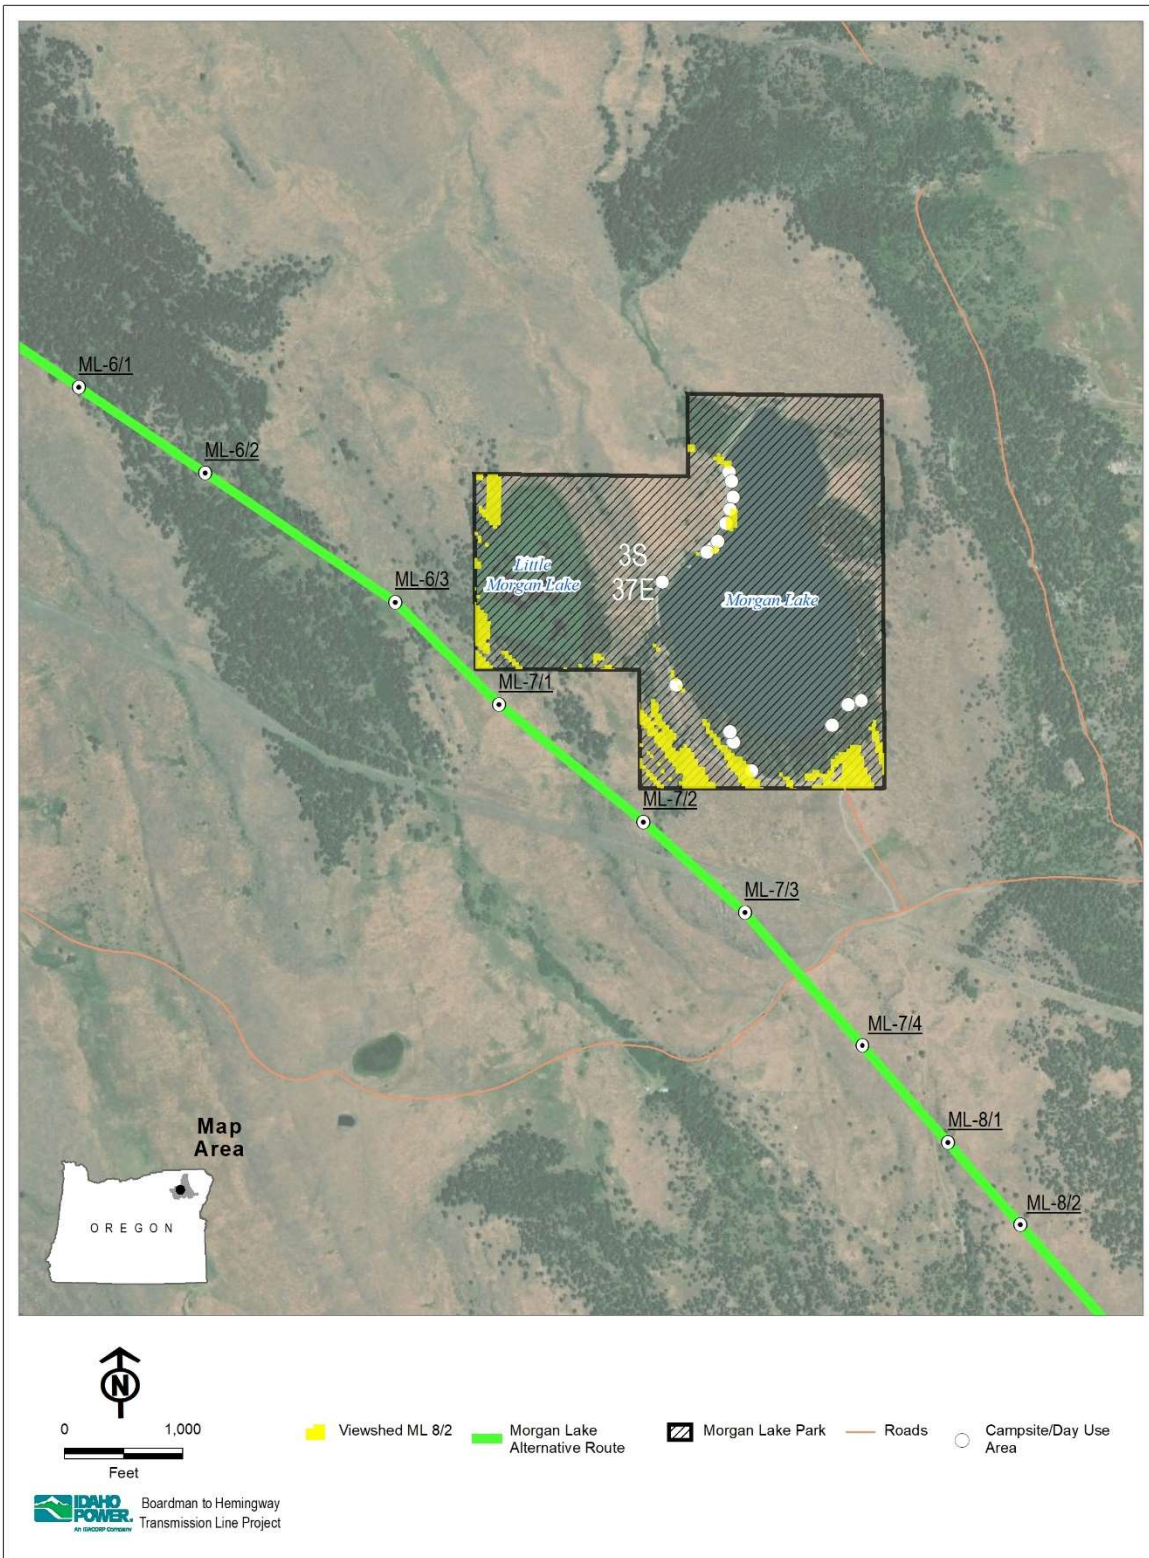 ML-6/1
ML-6/2
ML-6/3
3S
37E
Little
Morgan Lake
Morgan Lake
ML-7/1
ML-7/2
ML-7/3
ML-7/4
ML-8/1
ML-8/2
Map
Area
OREGON
N
0 1,000
Feet
Viewshed ML 8/2
Morgan Lake
Alternative Route
Morgan Lake Park
Roads
Campsite/Day Use
Area
IDAHO
POWER.
An IDACORP Company
Boardman to Hemingway
Transmission Line Project